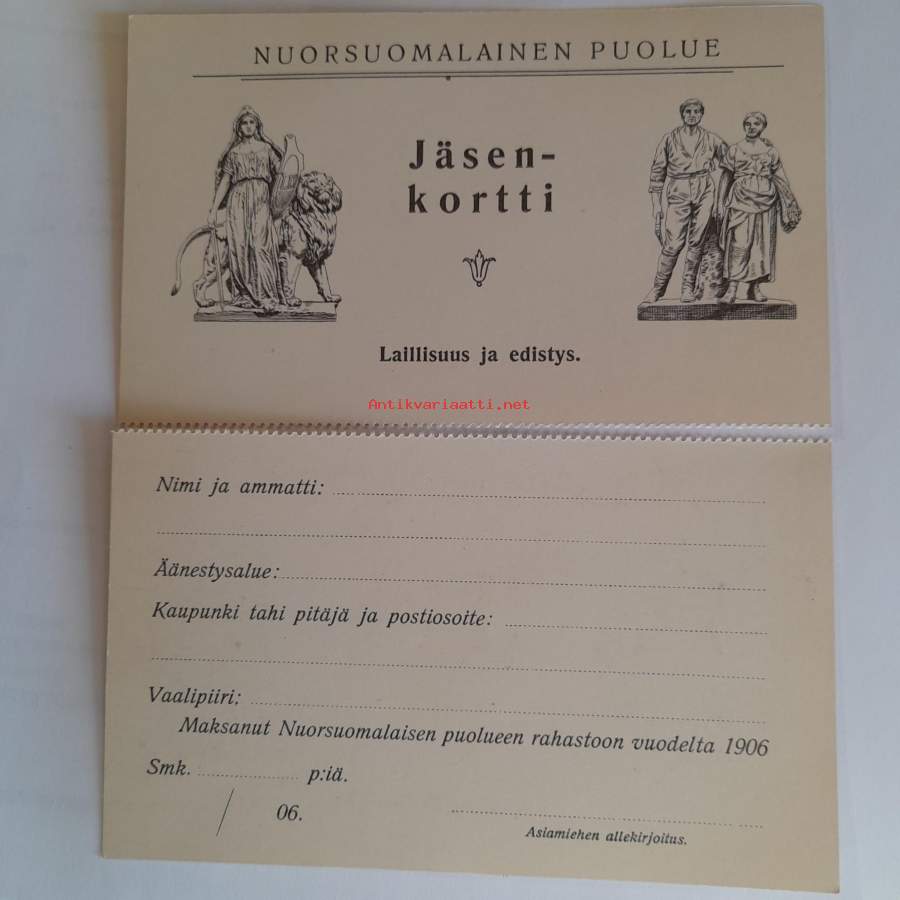 NUORSUOMALAINEN PUOLUE
Jäsen-
kortti
Laillisuus ja edistys.
Antikvariaatti.net
Nimi ja ammatti:
Äänestysalue:
Kaupunki tahi pitäjä ja postiosoite:
Vaalipiiri:
Maksanut Nuorsuomalaisen puolueen rahastoon vuodelta 1906
Smk. p:iä.
/ 06.
Asiamiehen allekirjoitus.